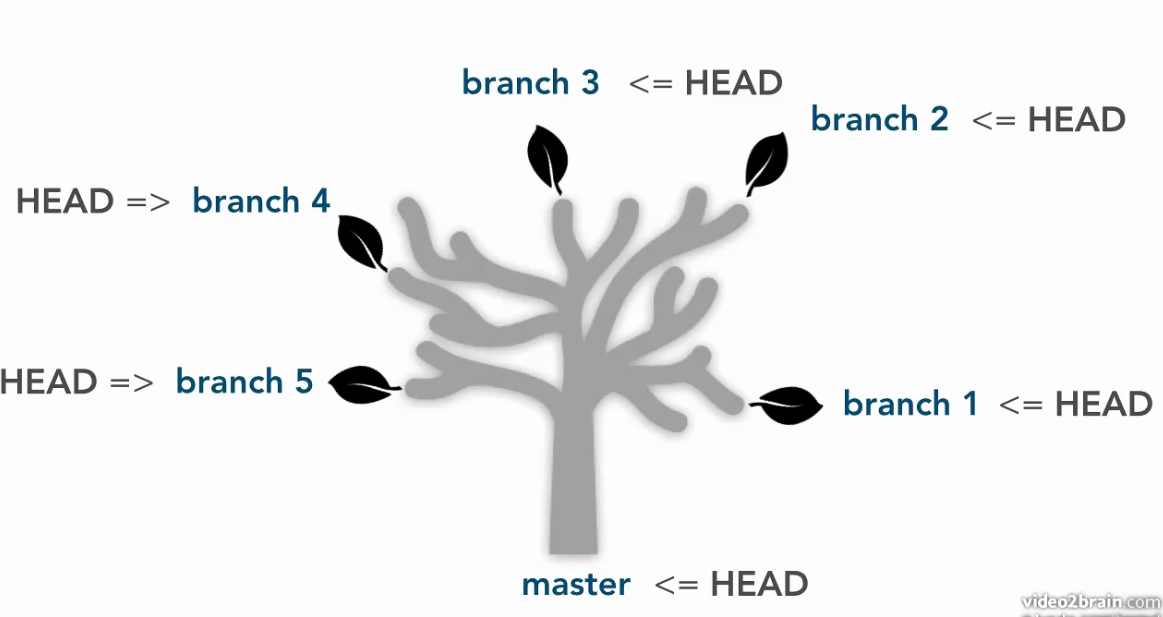 branch 3 <= HEAD
branch 2 <= HEAD
HEAD => branch 4
HEAD => branch 5
branch 1 <= HEAD
master <= HEAD
video2brain.com